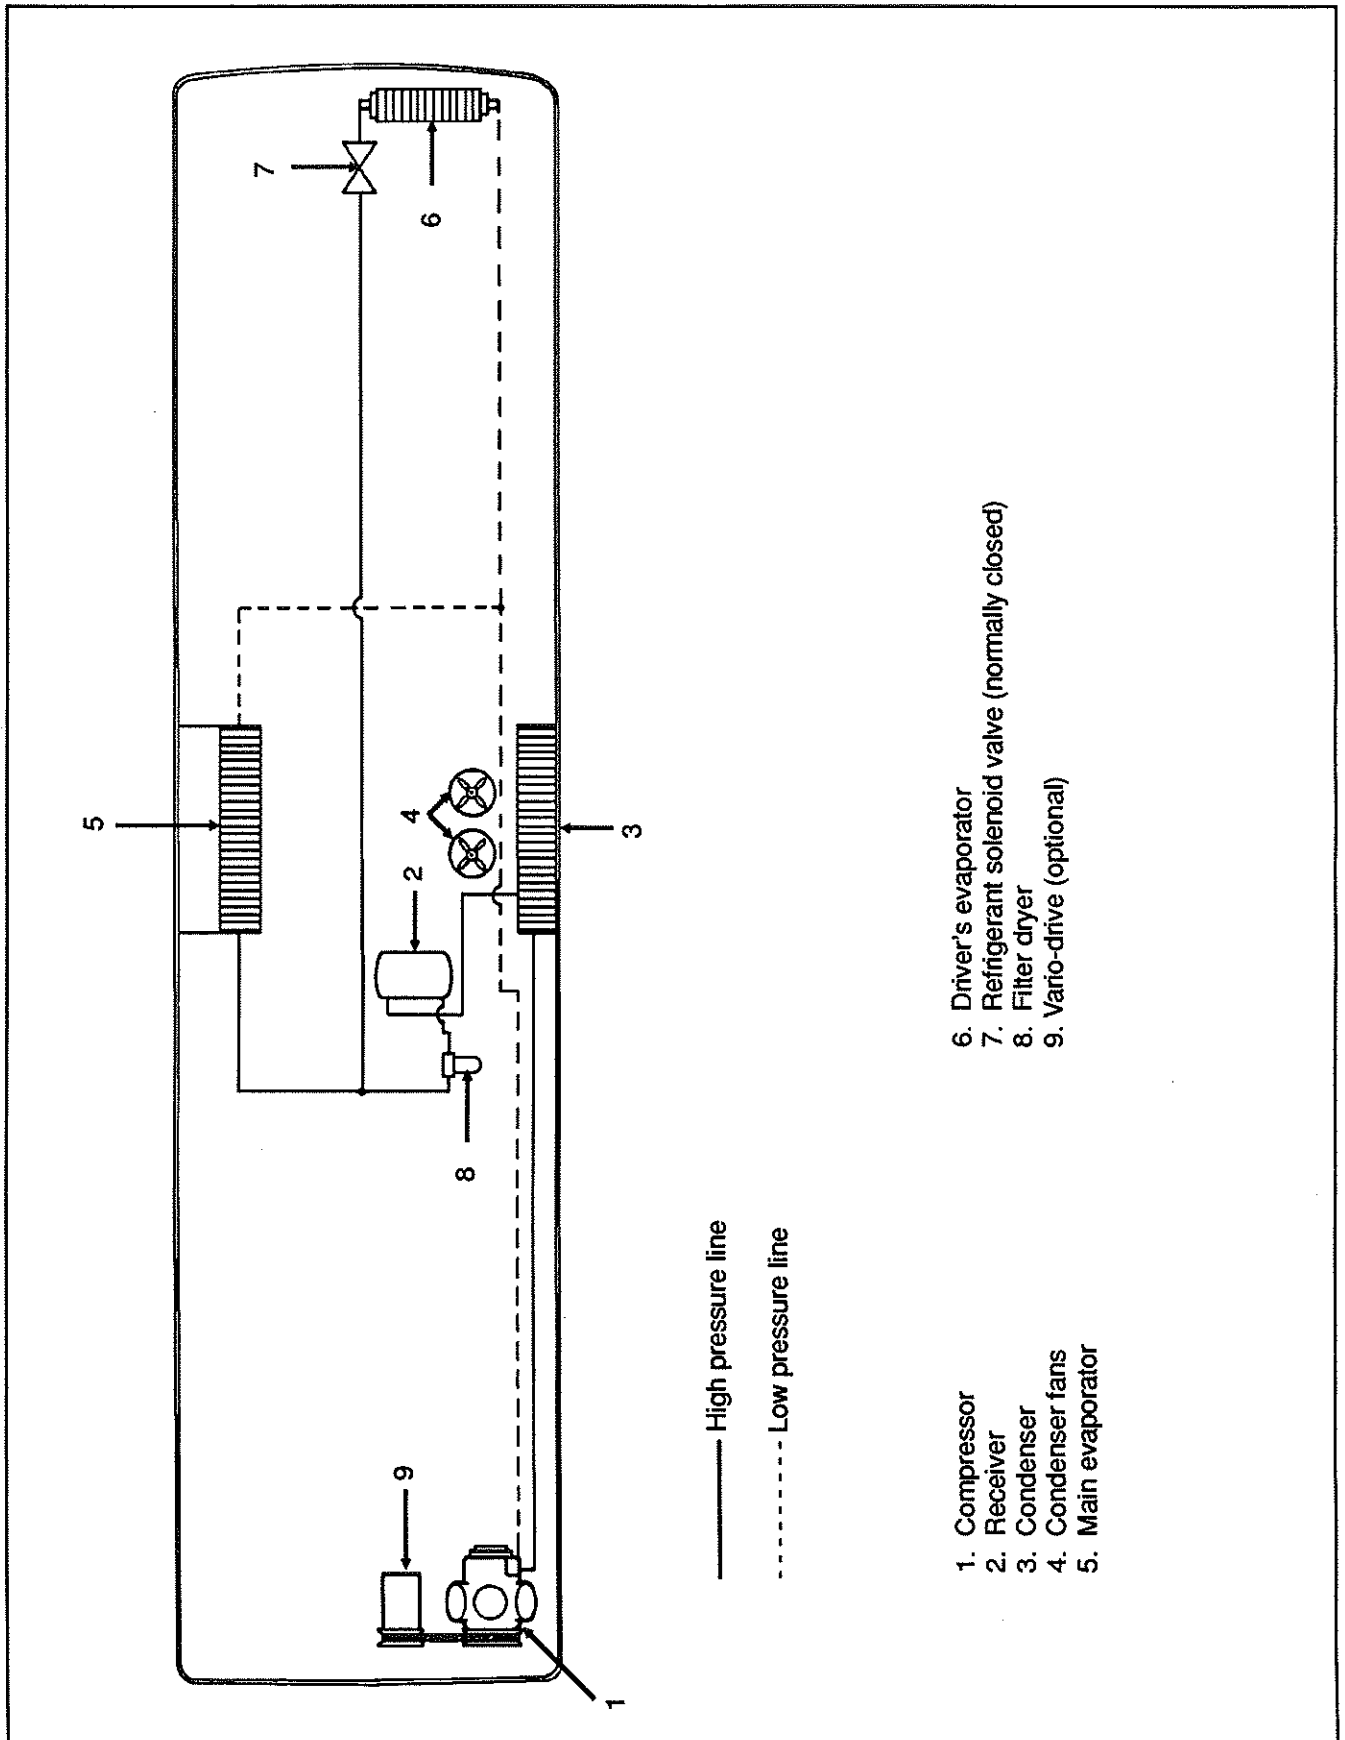 7
6
5
4
3
2
8
9
1
High pressure line
Low pressure line
1. Compressor
2. Receiver
3. Condenser
4. Condenser fans
5. Main evaporator
6. Driver's evaporator
7. Refrigerant solenoid valve (normally closed)
8. Filter dryer
9. Vario-drive (optional)